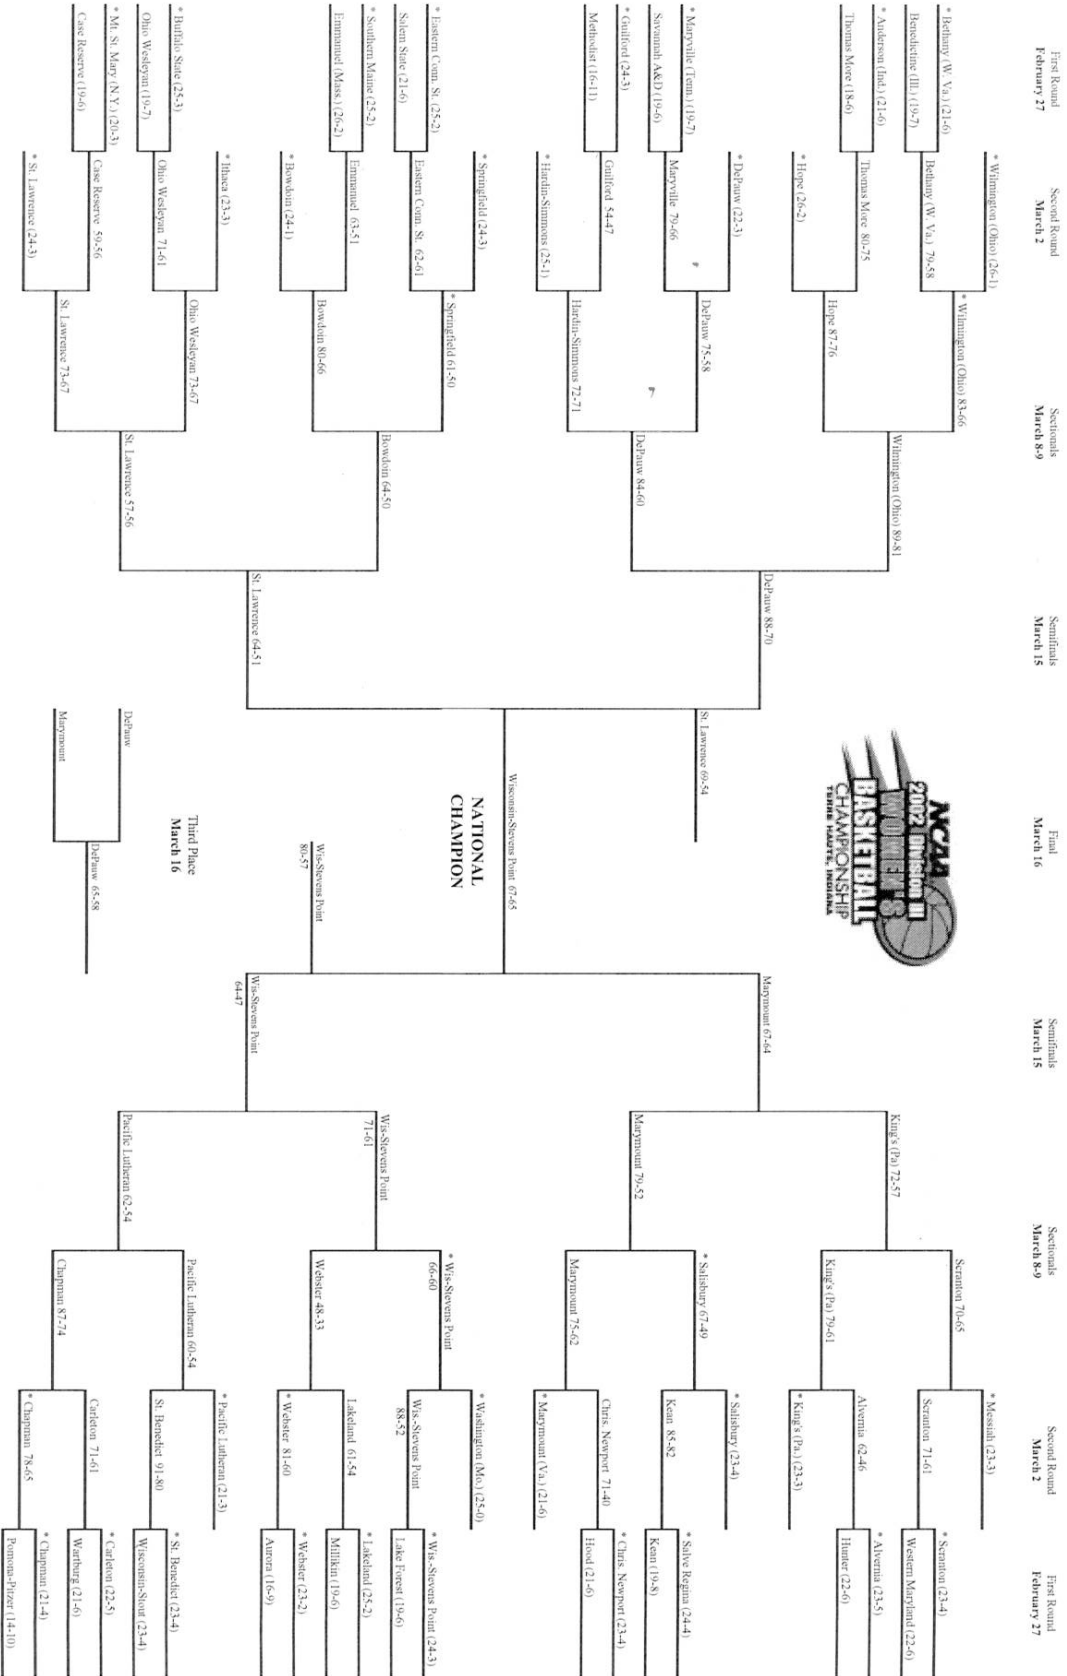 First Round
February 27
Second Round
March 2
Sectionals
March 8-9
Semifinals
March 15
Final
March 16
Semifinals
March 15
Sectionals
March 8-9
Second Round
March 2
First Round
February 27
NCAA
2002 Division III
WOMEN'S
BASKETBALL
CHAMPIONSHIP
TERRE HAUTE, INDIANA
* Bethany (W. Va.) (21-6)
Benedictine (Ill.) (19-7)
* Anderson (Ind.) (21-6)
Thomas More (18-6)
* Maryville (Tenn.) (19-7)
Savannah A&D (19-6)
* Guilford (24-3)
Methodist (16-11)
* Eastern Conn. St. (25-2)
Salem State (21-6)
* Southern Maine (25-2)
Emmanuel (Mass.) (26-2)
* Buffalo State (25-3)
Ohio Wesleyan (19-7)
* Mt. St. Mary (N.Y.) (20-3)
Case Reserve (19-6)
* Wilmington (Ohio) (26-1)
Bethany (W. Va.) 79-58
Thomas More 80-75
* Hope (26-2)
* DePauw (22-3)
Maryville 79-66
Guilford 54-47
* Hardin-Simmons (25-1)
* Springfield (24-3)
Eastern Conn. St. 62-61
Emmanuel 63-51
* Bowdoin (24-1)
* Ithaca (23-3)
Ohio Wesleyan 71-61
Case Reserve 59-56
* St. Lawrence (24-3)
* Wilmington (Ohio) 83-66
Hope 87-76
DePauw 75-58
Hardin-Simmons 72-71
* Springfield 61-50
Bowdoin 80-66
Ohio Wesleyan 73-67
St. Lawrence 73-67
Wilmington (Ohio) 89-81
DePauw 84-60
Bowdoin 64-50
St. Lawrence 57-56
DePauw 88-70
St. Lawrence 64-51
St. Lawrence 69-54
Wisconsin-Stevens Point 67-65
NATIONAL
CHAMPION
Wis-Stevens Point
80-57
Third Place
March 16
DePauw
Marymount
DePauw 65-58
Marymount 67-64
Wis-Stevens Point
64-47
King's (Pa) 72-57
Marymount 79-52
Wis-Stevens Point
71-61
Pacific Lutheran 62-54
Scranton 70-65
King's (Pa) 79-61
* Salisbury 67-49
Marymount 75-62
* Wis-Stevens Point
66-60
Webster 48-33
Pacific Lutheran 60-54
Chapman 87-74
* Messiah (23-3)
Scranton 71-61
Alvernia 62-46
* King's (Pa.) (23-3)
* Salisbury (23-4)
Kean 85-82
Chris. Newport 71-40
* Marymount (Va.) (21-6)
* Washington (Mo.) (25-0)
Wis.-Stevens Point
88-52
Lakeland 61-54
* Webster 81-60
* Pacific Lutheran (21-3)
St. Benedict 91-80
Carleton 71-61
* Chapman 78-65
* Scranton (23-4)
Western Maryland (22-6)
* Alvernia (23-5)
Hunter (22-6)
* Salve Regina (24-4)
Kean (19-8)
* Chris. Newport (23-4)
Hood (21-6)
* Wis.-Stevens Point (24-3)
Lake Forest (19-6)
* Lakeland (25-2)
Millikin (19-6)
* Webster (23-2)
Aurora (16-9)
* St. Benedict (23-4)
Wisconsin-Stout (23-4)
* Carleton (22-5)
Wartburg (21-6)
* Chapman (21-4)
Pomona-Pitzer (14-10)